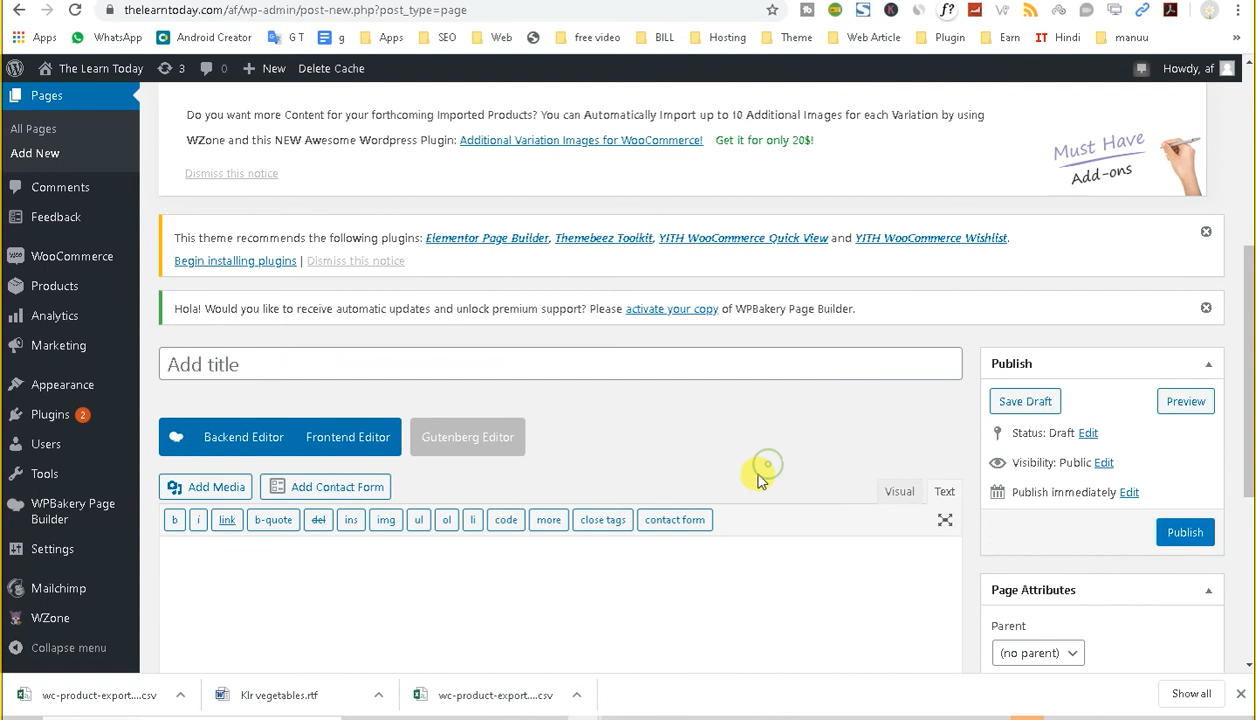 thelearntoday.com/af/wp-admin/post-new.php?post_type=page
Apps WhatsApp Android Creator G T g Apps SEO Web free video BILL Hosting Theme Web Article Plugin Earn IT Hindi manuu »
The Learn Today 3 0 New Delete Cache Howdy, af
Pages
All Pages
Add New
Comments
Feedback
WooCommerce
Products
Analytics
Marketing
Appearance
Plugins 2
Users
Tools
WPBakery Page
Builder
Settings
Mailchimp
WZone
Collapse menu
Do you want more Content for your forthcoming Imported Products? You can Automatically Import up to 10 Additional Images for each Variation by using
WZone and this NEW Awesome Wordpress Plugin: Additional Variation Images for WooCommerce! Get it for only 20$!
Dismiss this notice
Must Have
Add-ons
This theme recommends the following plugins: Elementor Page Builder, Themebeez Toolkit, YITH WooCommerce Quick View and YITH WooCommerce Wishlist.
Begin installing plugins | Dismiss this notice
Hola! Would you like to receive automatic updates and unlock premium support? Please activate your copy of WPBakery Page Builder.
Add title
Backend Editor Frontend Editor Gutenberg Editor
Add Media Add Contact Form
Visual Text
b i link b-quote del ins img ul ol li code more close tags contact form
Publish
Save Draft Preview
Status: Draft Edit
Visibility: Public Edit
Publish immediately Edit
Publish
Page Attributes
Parent
(no parent)
wc-product-export....csv Klr vegetables.rtf wc-product-export....csv Show all